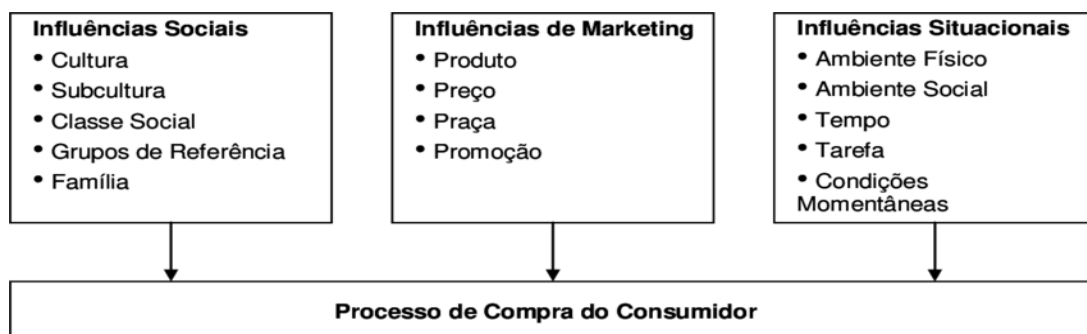 Influências Sociais
• Cultura
• Subcultura
• Classe Social
• Grupos de Referência
• Família
Influências de Marketing
• Produto
• Preço
• Praça
• Promoção
Influências Situacionais
• Ambiente Físico
• Ambiente Social
• Tempo
• Tarefa
• Condições
Momentâneas
Processo de Compra do Consumidor